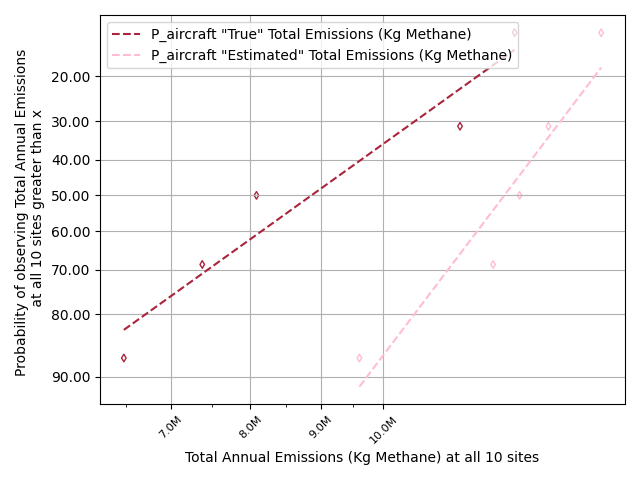 P_aircraft "True" Total Emissions (Kg Methane)
P_aircraft "Estimated" Total Emissions (Kg Methane)
Probability of observing Total Annual Emissions
at all 10 sites greater than x
20.00
30.00
40.00
50.00
60.00
70.00
80.00
90.00
7.0M
8.0M
9.0M
10.0M
Total Annual Emissions (Kg Methane) at all 10 sites